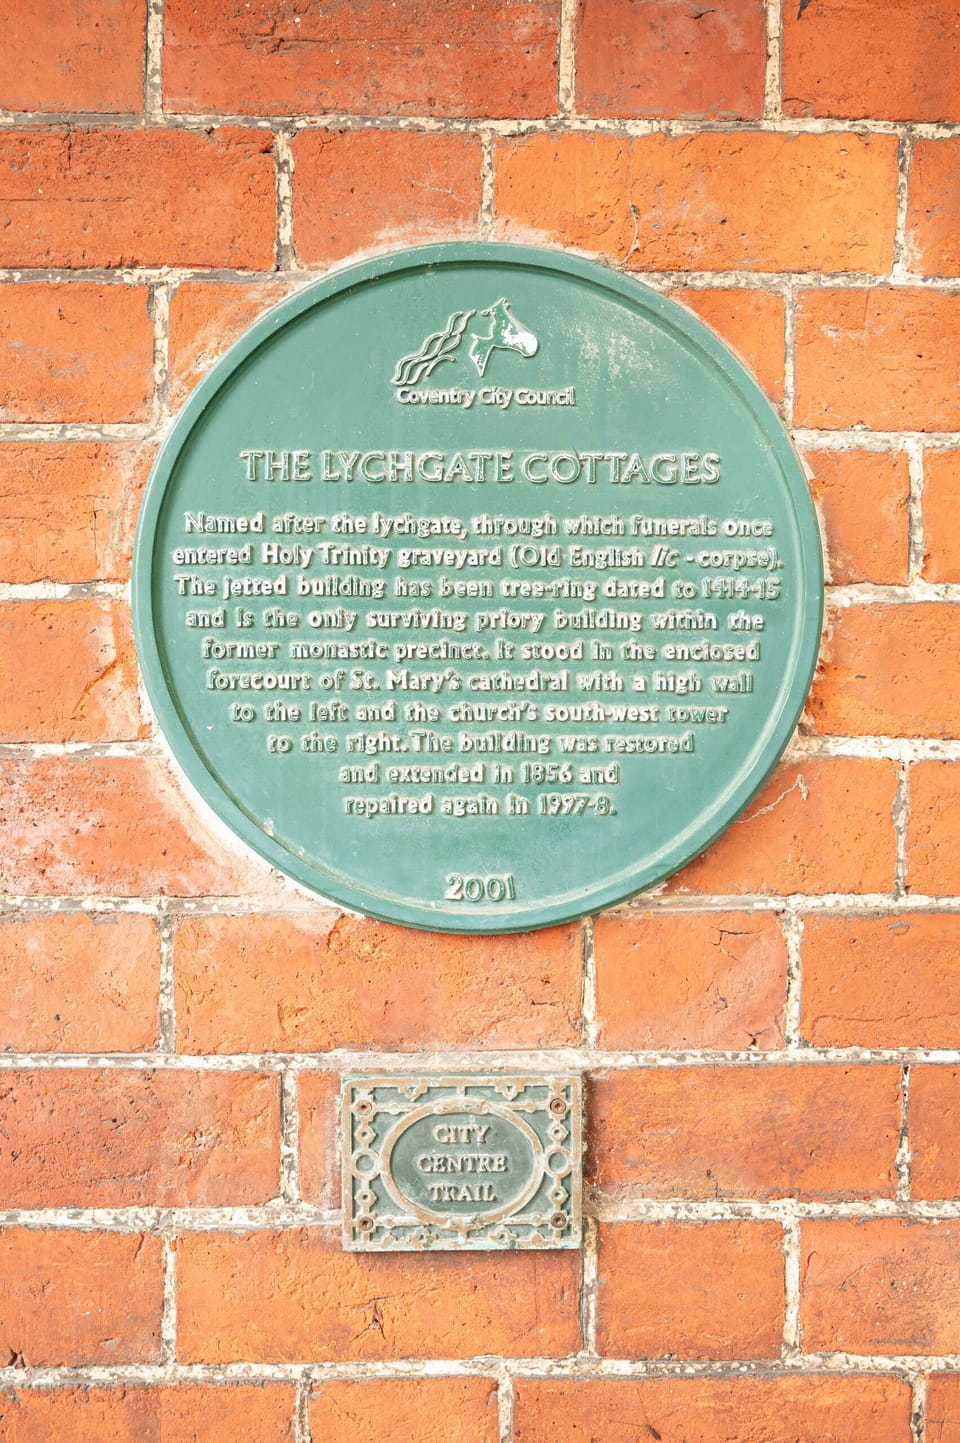 Coventry City Council
THE LYCHGATE COTTAGES
Named after the lychgate, through which funerals once
entered Holy Trinity graveyard (Old English lic - corpse).
The jetted building has been tree-ring dated to 1414-15
and is the only surviving priory building within the
former monastic precinct. It stood in the enclosed
forecourt of St. Mary's cathedral with a high wall
to the left and the church's south-west tower
to the right. The building was restored
and extended in 1856 and
repaired again in 1997-8.
2001
CITY
CENTRE
TRAIL